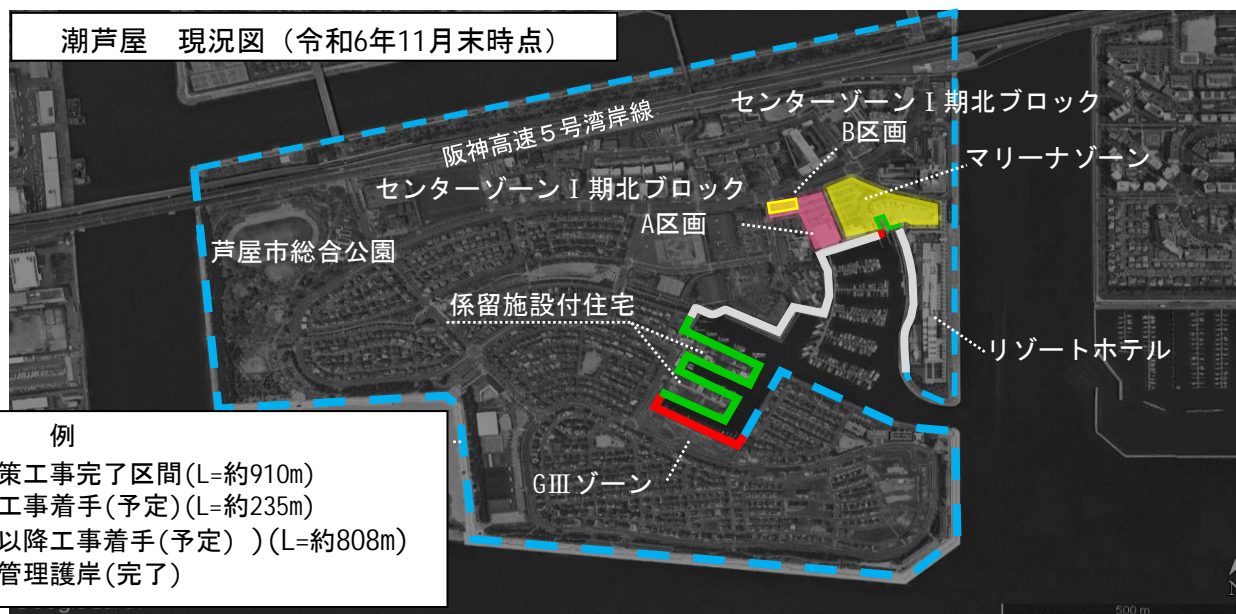 潮芦屋　現況図（令和6年11月末時点）
センターゾーンⅠ期北ブロック
B区画
阪神高速５号湾岸線
マリーナゾーン
センターゾーンⅠ期北ブロック
A区画
芦屋市総合公園
係留施設付住宅
リゾートホテル
例
策工事完了区間(L=約910m)
工事着手(予定)(L=約235m)
以降工事着手(予定）)(L=約808m)
管理護岸(完了)
GⅢゾーン
500 m